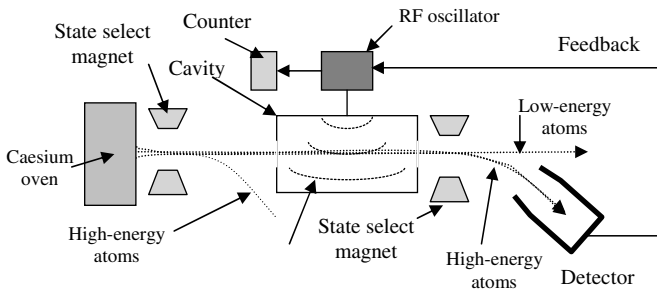 State select
magnet
Counter
RF oscillator
Cavity
Feedback
Low-energy
atoms
Caesium
oven
High-energy
atoms
State select
magnet
High-energy
atoms
Detector